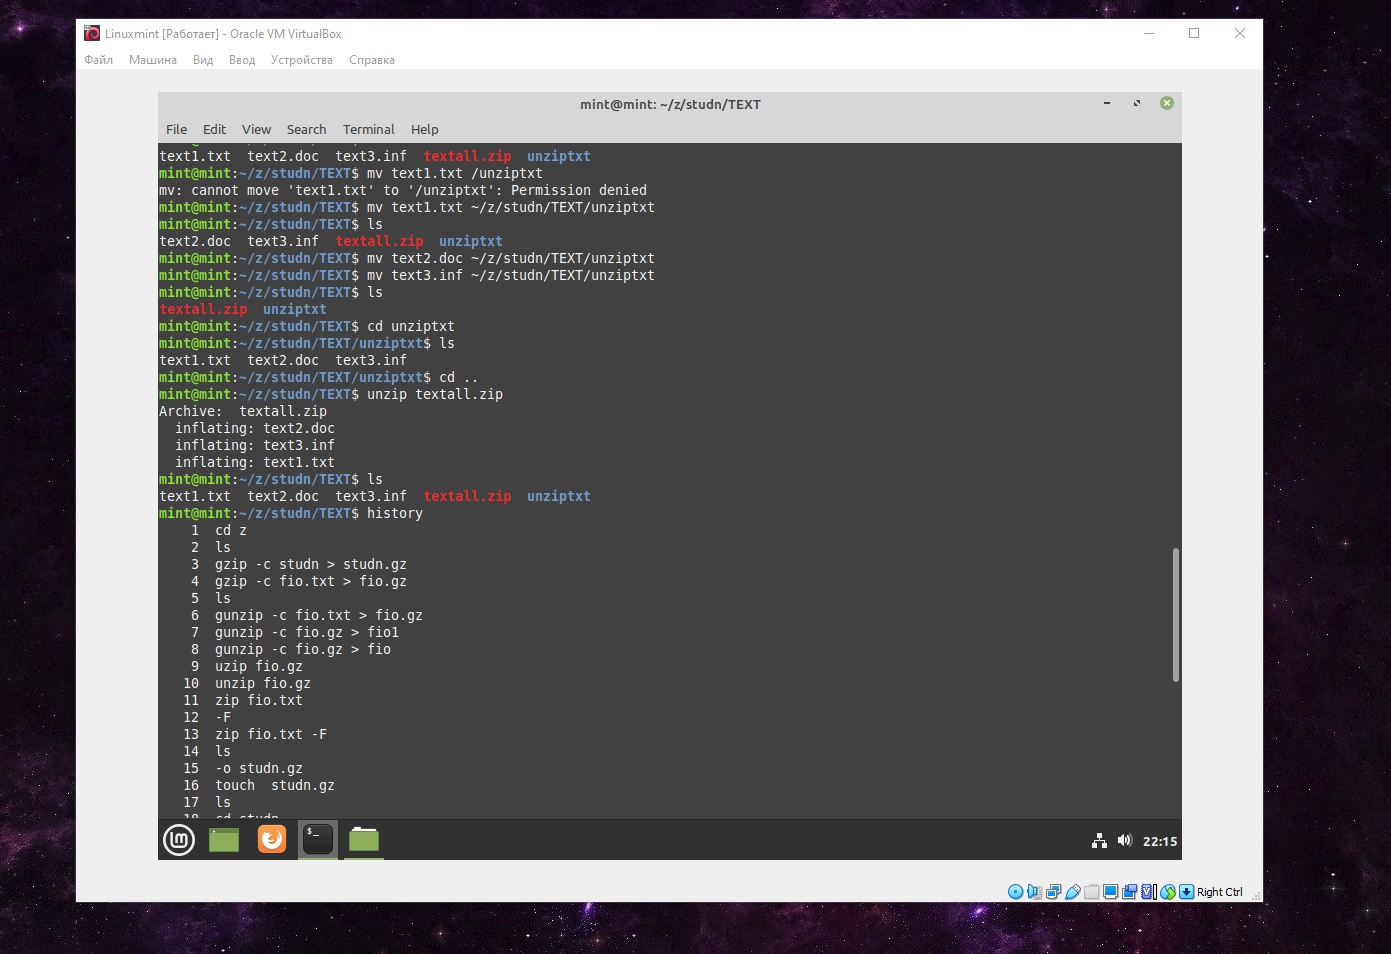 Linuxmint [Работает] - Oracle VM VirtualBox
Файл Машина Вид Ввод Устройства Справка
mint@mint: ~/z/studn/TEXT
File Edit View Search Terminal Help
text1.txt  text2.doc  text3.inf  textall.zip  unziptxt
mint@mint:~/z/studn/TEXT$ mv text1.txt /unziptxt
mv: cannot move 'text1.txt' to '/unziptxt': Permission denied
mint@mint:~/z/studn/TEXT$ mv text1.txt ~/z/studn/TEXT/unziptxt
mint@mint:~/z/studn/TEXT$ ls
text2.doc  text3.inf  textall.zip  unziptxt
mint@mint:~/z/studn/TEXT$ mv text2.doc ~/z/studn/TEXT/unziptxt
mint@mint:~/z/studn/TEXT$ mv text3.inf ~/z/studn/TEXT/unziptxt
mint@mint:~/z/studn/TEXT$ ls
textall.zip  unziptxt
mint@mint:~/z/studn/TEXT$ cd unziptxt
mint@mint:~/z/studn/TEXT/unziptxt$ ls
text1.txt  text2.doc  text3.inf
mint@mint:~/z/studn/TEXT/unziptxt$ cd ..
mint@mint:~/z/studn/TEXT$ unzip textall.zip
Archive:  textall.zip
  inflating: text2.doc
  inflating: text3.inf
  inflating: text1.txt
mint@mint:~/z/studn/TEXT$ ls
text1.txt  text2.doc  text3.inf  textall.zip  unziptxt
mint@mint:~/z/studn/TEXT$ history
    1  cd z
    2  ls
    3  gzip -c studn > studn.gz
    4  gzip -c fio.txt > fio.gz
    5  ls
    6  gunzip -c fio.txt > fio.gz
    7  gunzip -c fio.gz > fio1
    8  gunzip -c fio.gz > fio
    9  uzip fio.gz
   10  unzip fio.gz
   11  zip fio.txt
   12  -F
   13  zip fio.txt -F
   14  ls
   15  -o studn.gz
   16  touch  studn.gz
   17  ls
   18  cd studn
22:15
Right Ctrl